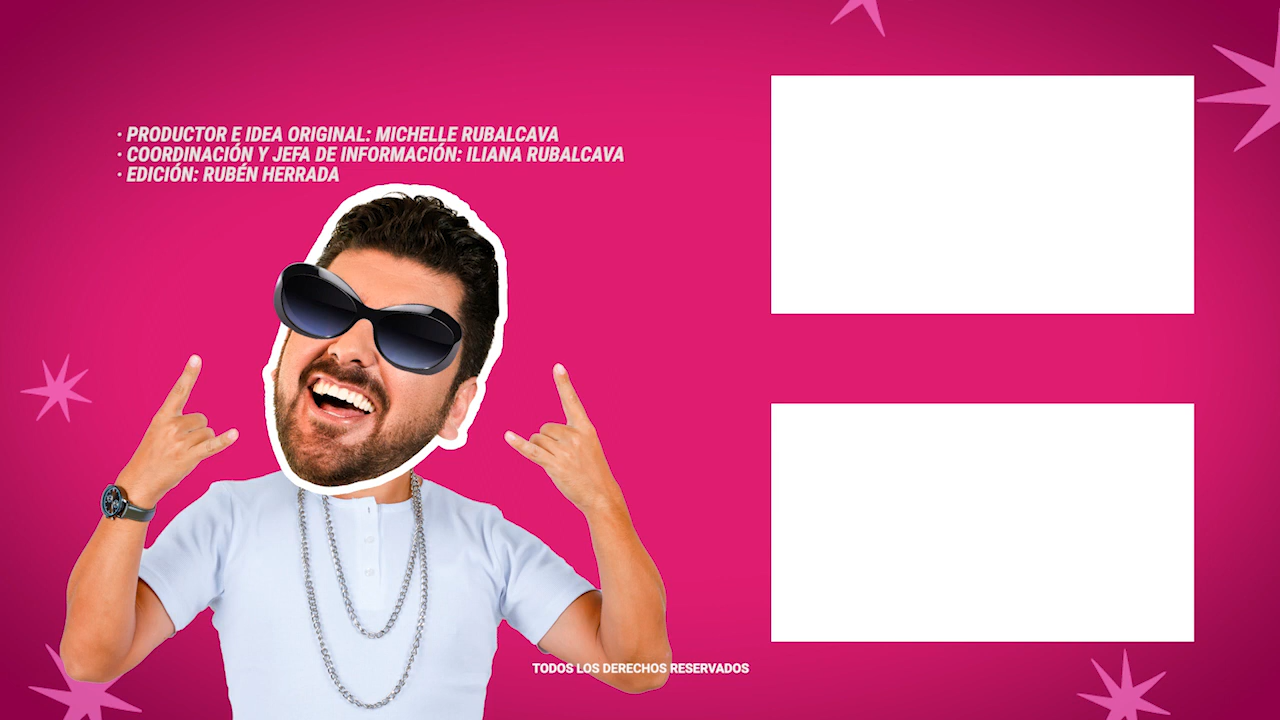 · PRODUCTOR E IDEA ORIGINAL: MICHELLE RUBALCAVA
· COORDINACIÓN Y JEFA DE INFORMACIÓN: ILIANA RUBALCAVA
· EDICIÓN: RUBÉN HERRADA
TODOS LOS DERECHOS RESERVADOS